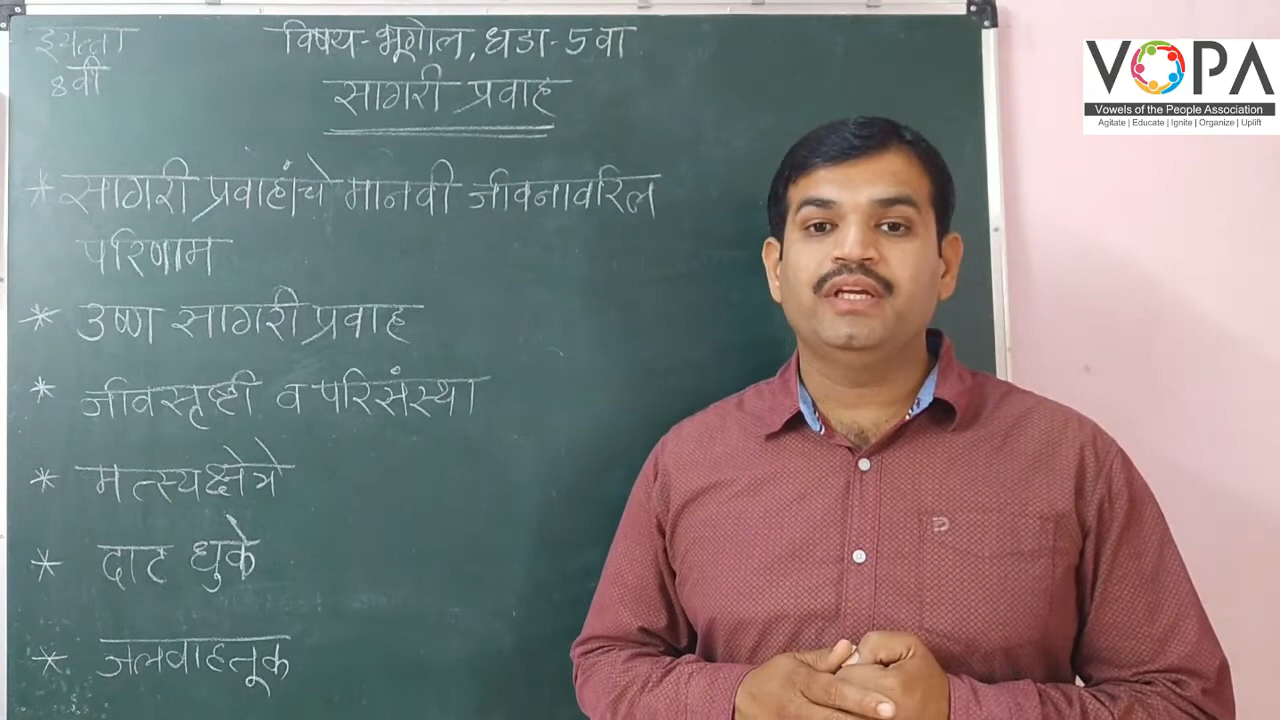 इयत्ता
8वी
विषय-भूगोल, धडा-5वा
सागरी प्रवाह
* सागरी प्रवाहांचे मानवी जीवनावरिल
परिणाम
* उष्ण सागरी प्रवाह
* जीवसृष्टी व परिसंस्था
* मत्स्यक्षेत्रे
* दाट धुके
* जलवाहतूक
VOPA
Vowels of the People Association
Agitate | Educate | Ignite | Organize | Uplift